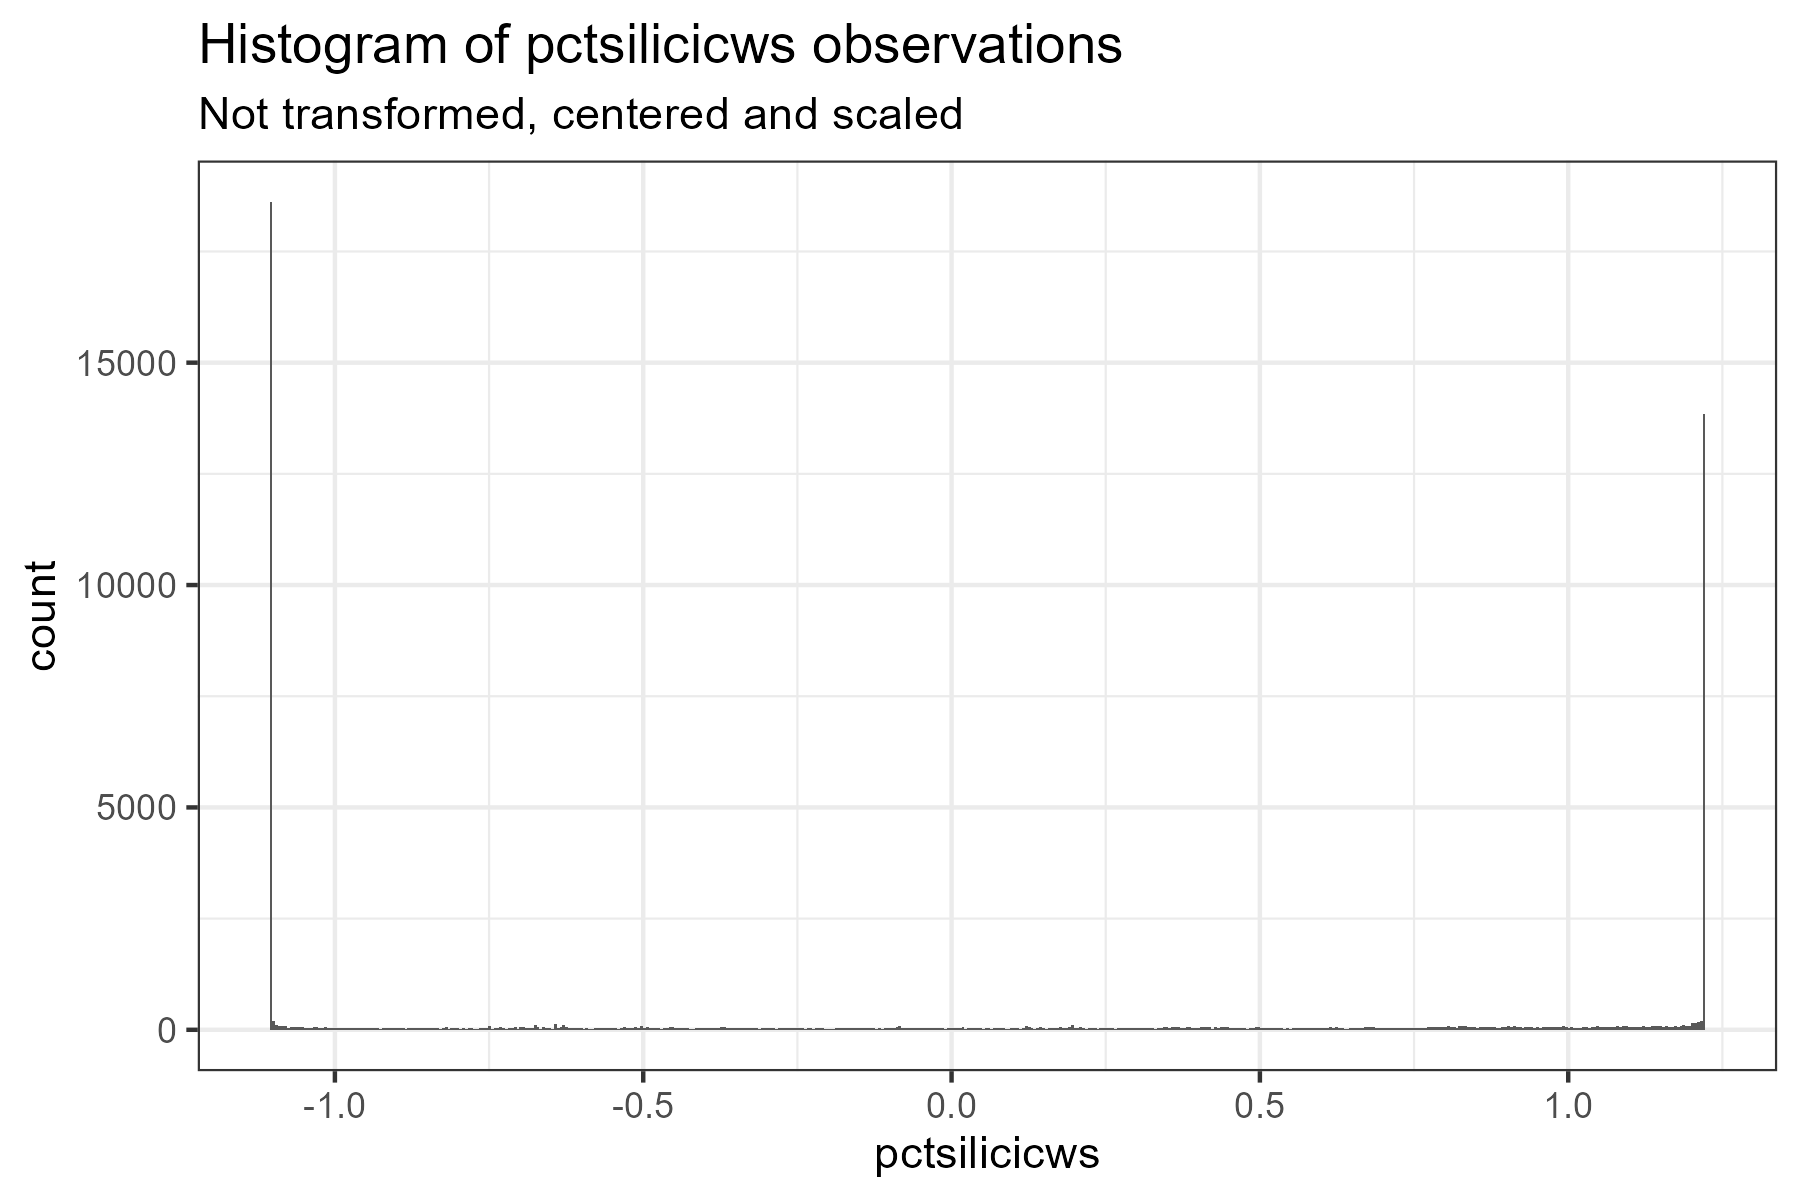 Histogram of pctsilicicws observations
Not transformed, centered and scaled
15000
10000
5000
0
count
-1.0 -0.5 0.0 0.5 1.0
pctsilicicws